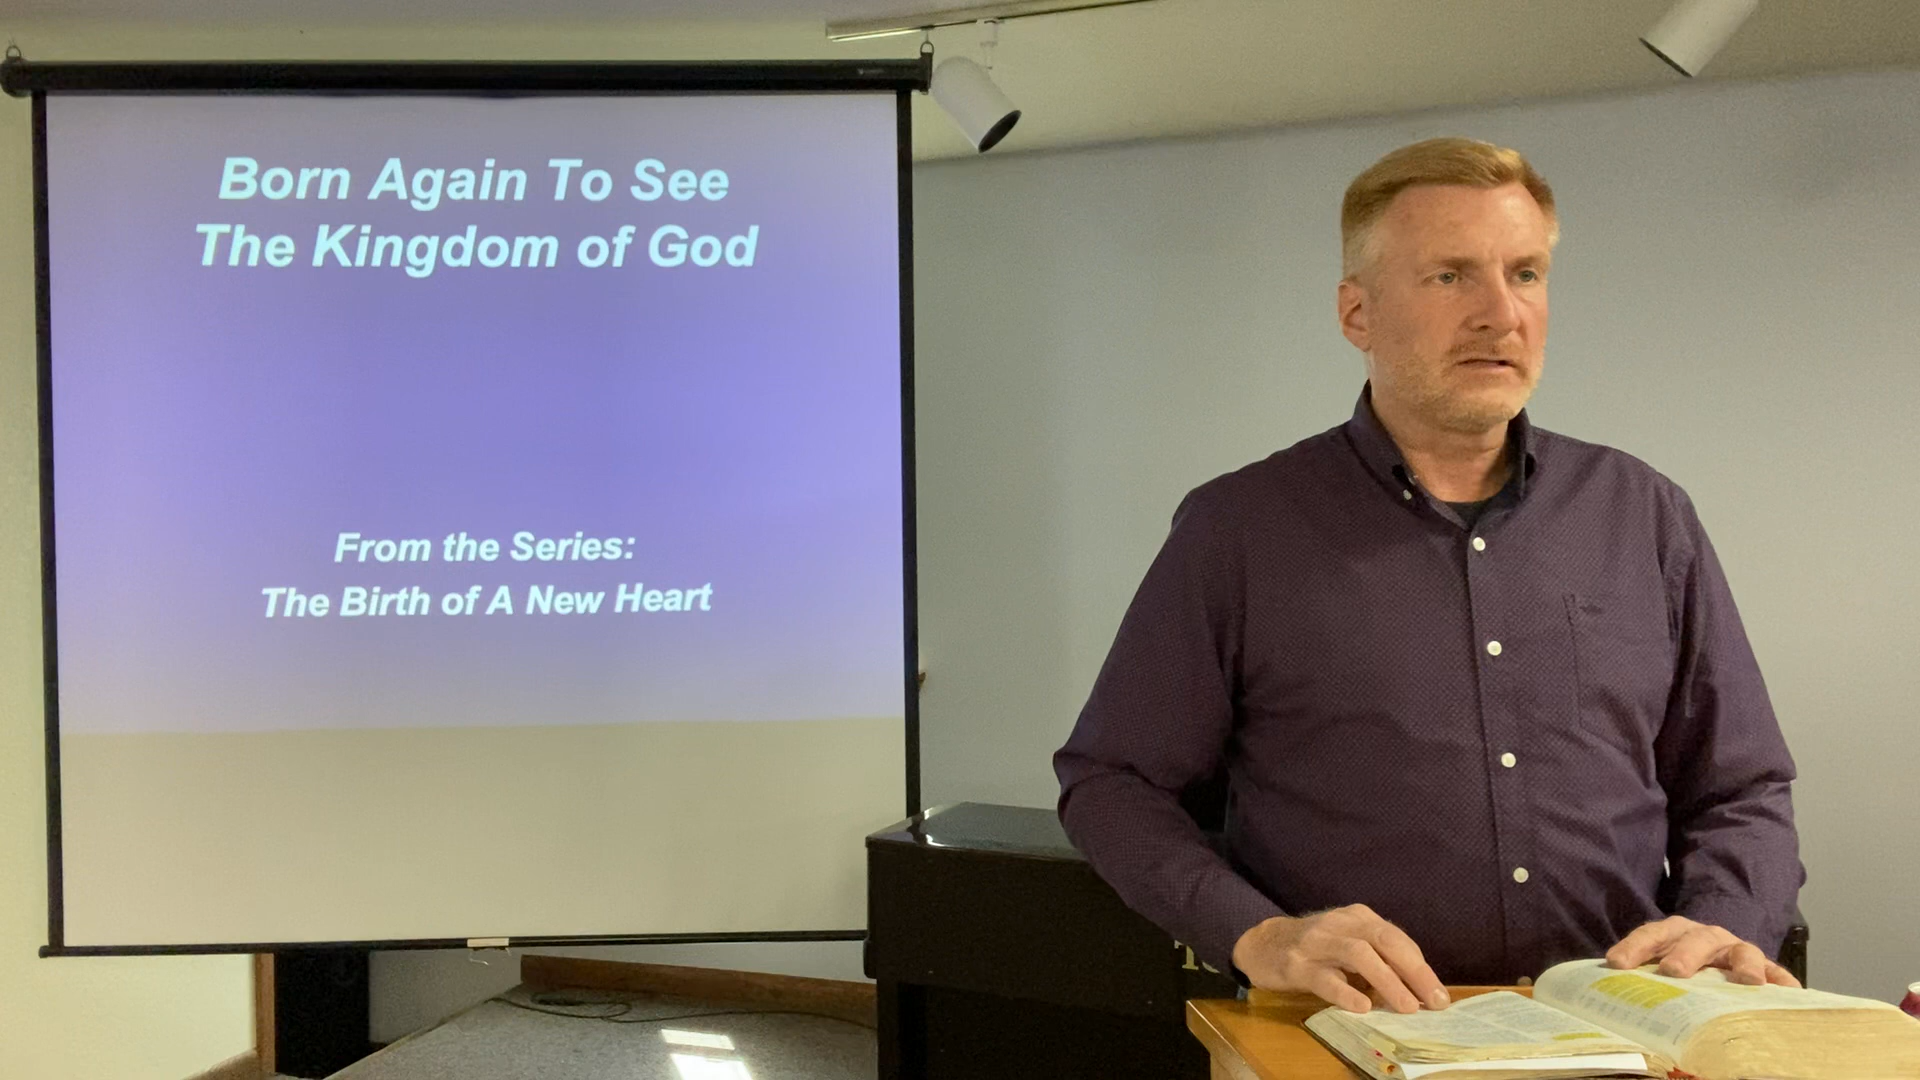 Born Again To See
The Kingdom of God
From the Series:
The Birth of A New Heart